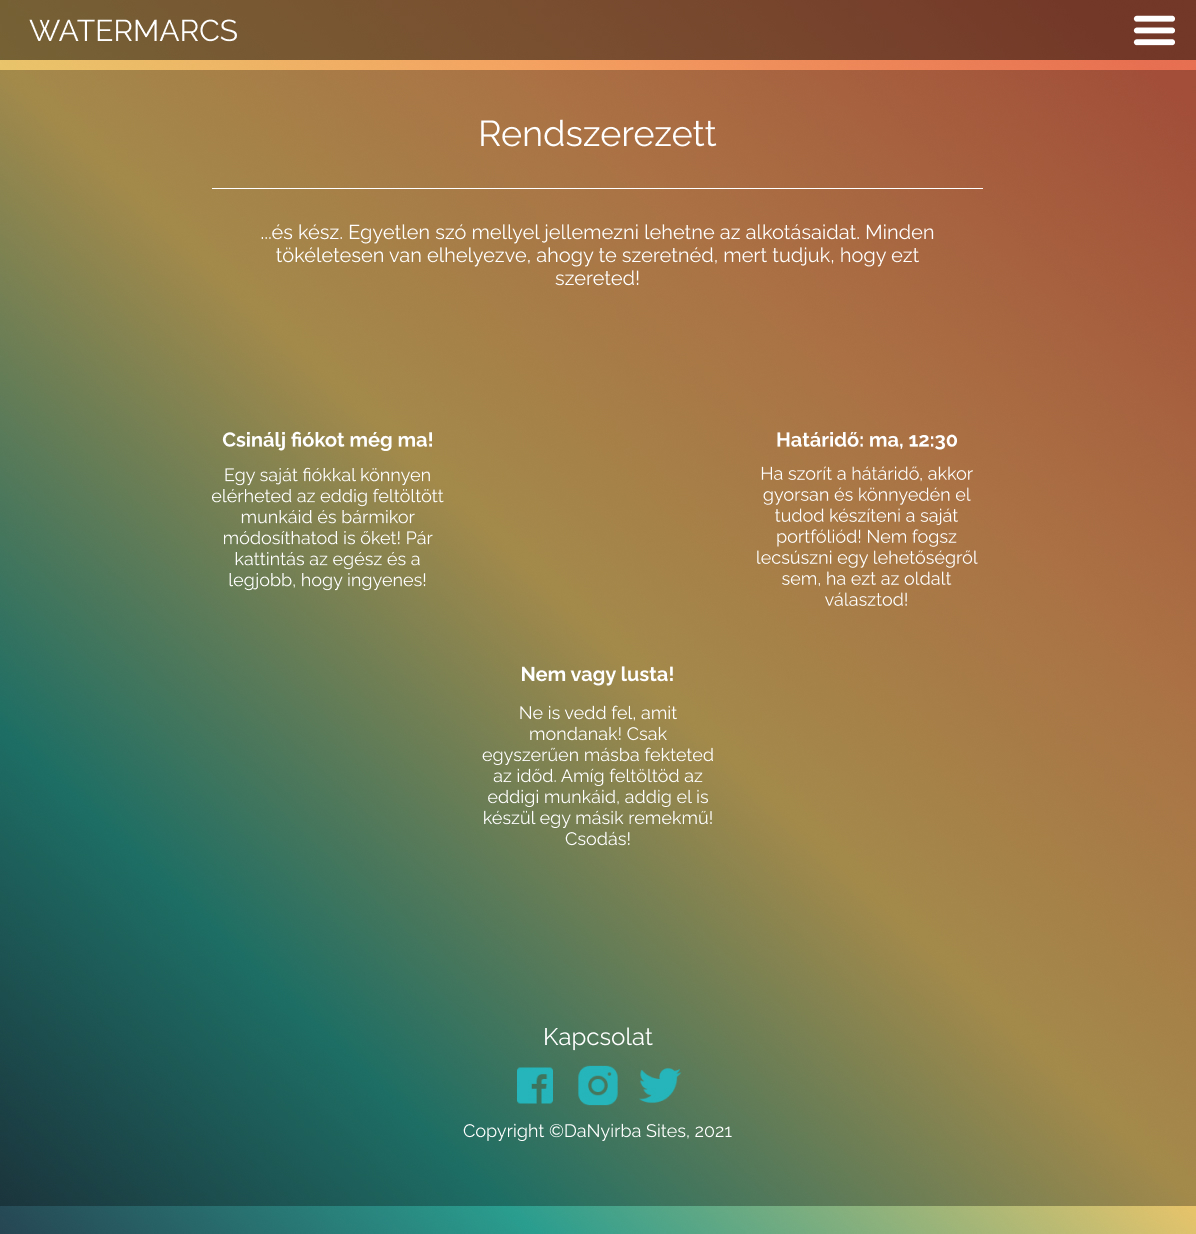 WATERMARCS
Rendszerezett
...és kész. Egyetlen szó mellyel jellemezni lehetne az alkotásaidat. Minden
tökéletesen van elhelyezve, ahogy te szeretnéd, mert tudjuk, hogy ezt
szereted!
Csinálj fiókot még ma!
Egy saját fiókkal könnyen
elérheted az eddig feltöltött
munkáid és bármikor
módosíthatod is őket! Pár
kattintás az egész és a
legjobb, hogy ingyenes!
Határidő: ma, 12:30
Ha szorít a hátáridő, akkor
gyorsan és könnyedén el
tudod készíteni a saját
portfóliód! Nem fogsz
lecsúszni egy lehetőségről
sem, ha ezt az oldalt
választod!
Nem vagy lusta!
Ne is vedd fel, amit
mondanak! Csak
egyszerűen másba fekteted
az időd. Amíg feltöltöd az
eddigi munkáid, addig el is
készül egy másik remekmű!
Csodás!
Kapcsolat
Copyright ©DaNyirba Sites, 2021